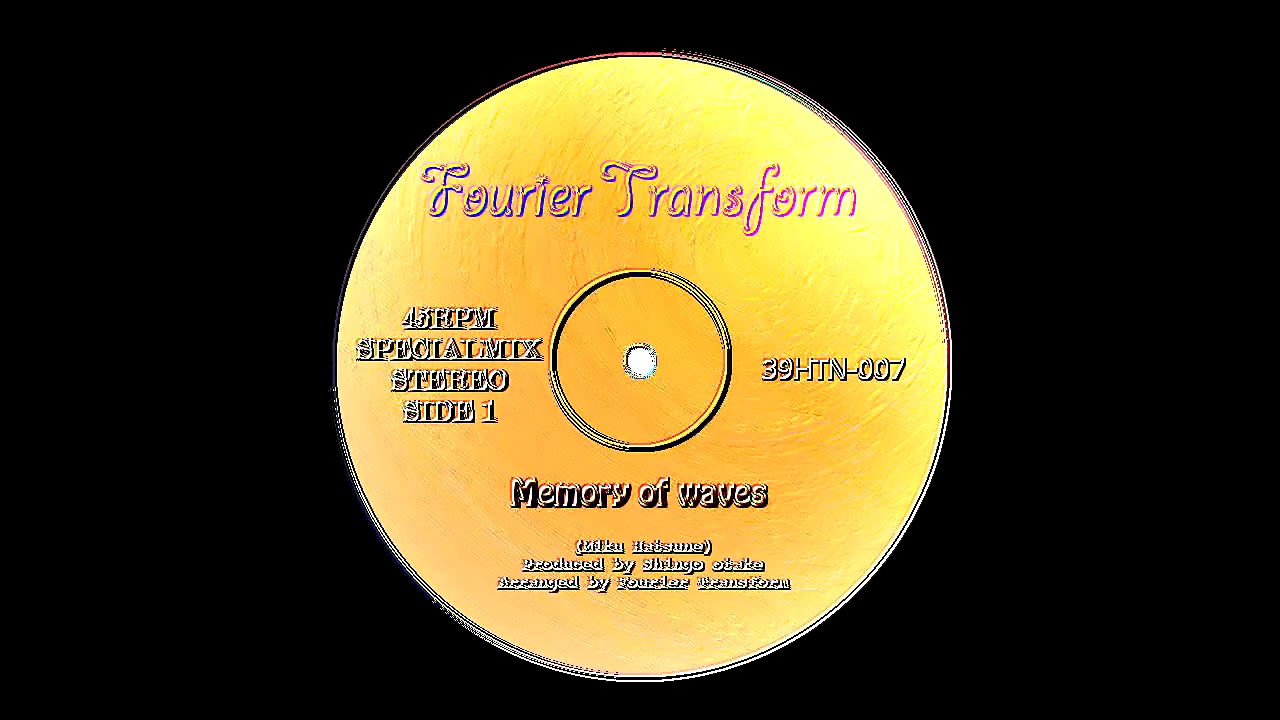 Fourier Transform
45RPM
SPECIALMIX
STEREO
SIDE 1
39HTN-007
Memory of waves
(Miku Hatsune)
Produced by Shingo otake
Arranged by Fourier Transform